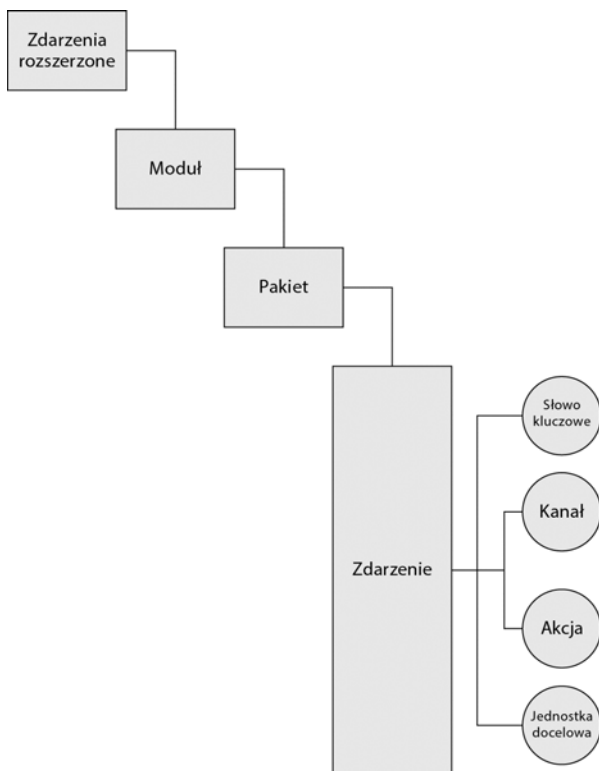 Zdarzenia
rozszerzone
Moduł
Pakiet
Zdarzenie
Słowo
kluczowe
Kanał
Akcja
Jednostka
docelowa